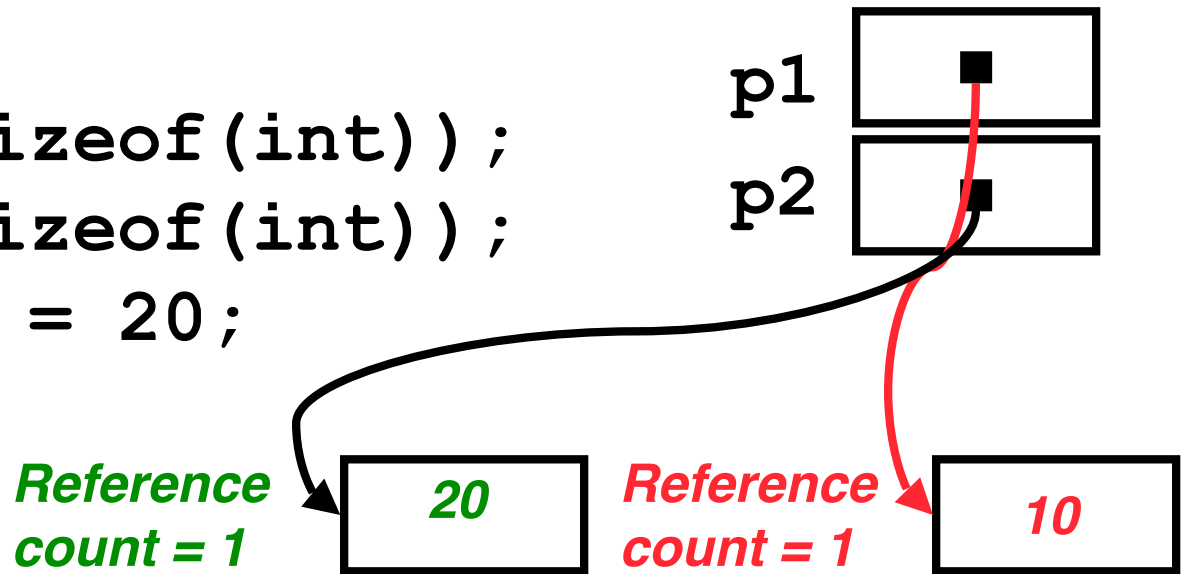 p1
izeof(int));
p2
izeof(int));
= 20;
Reference
count = 1
20
Reference
count = 1
10